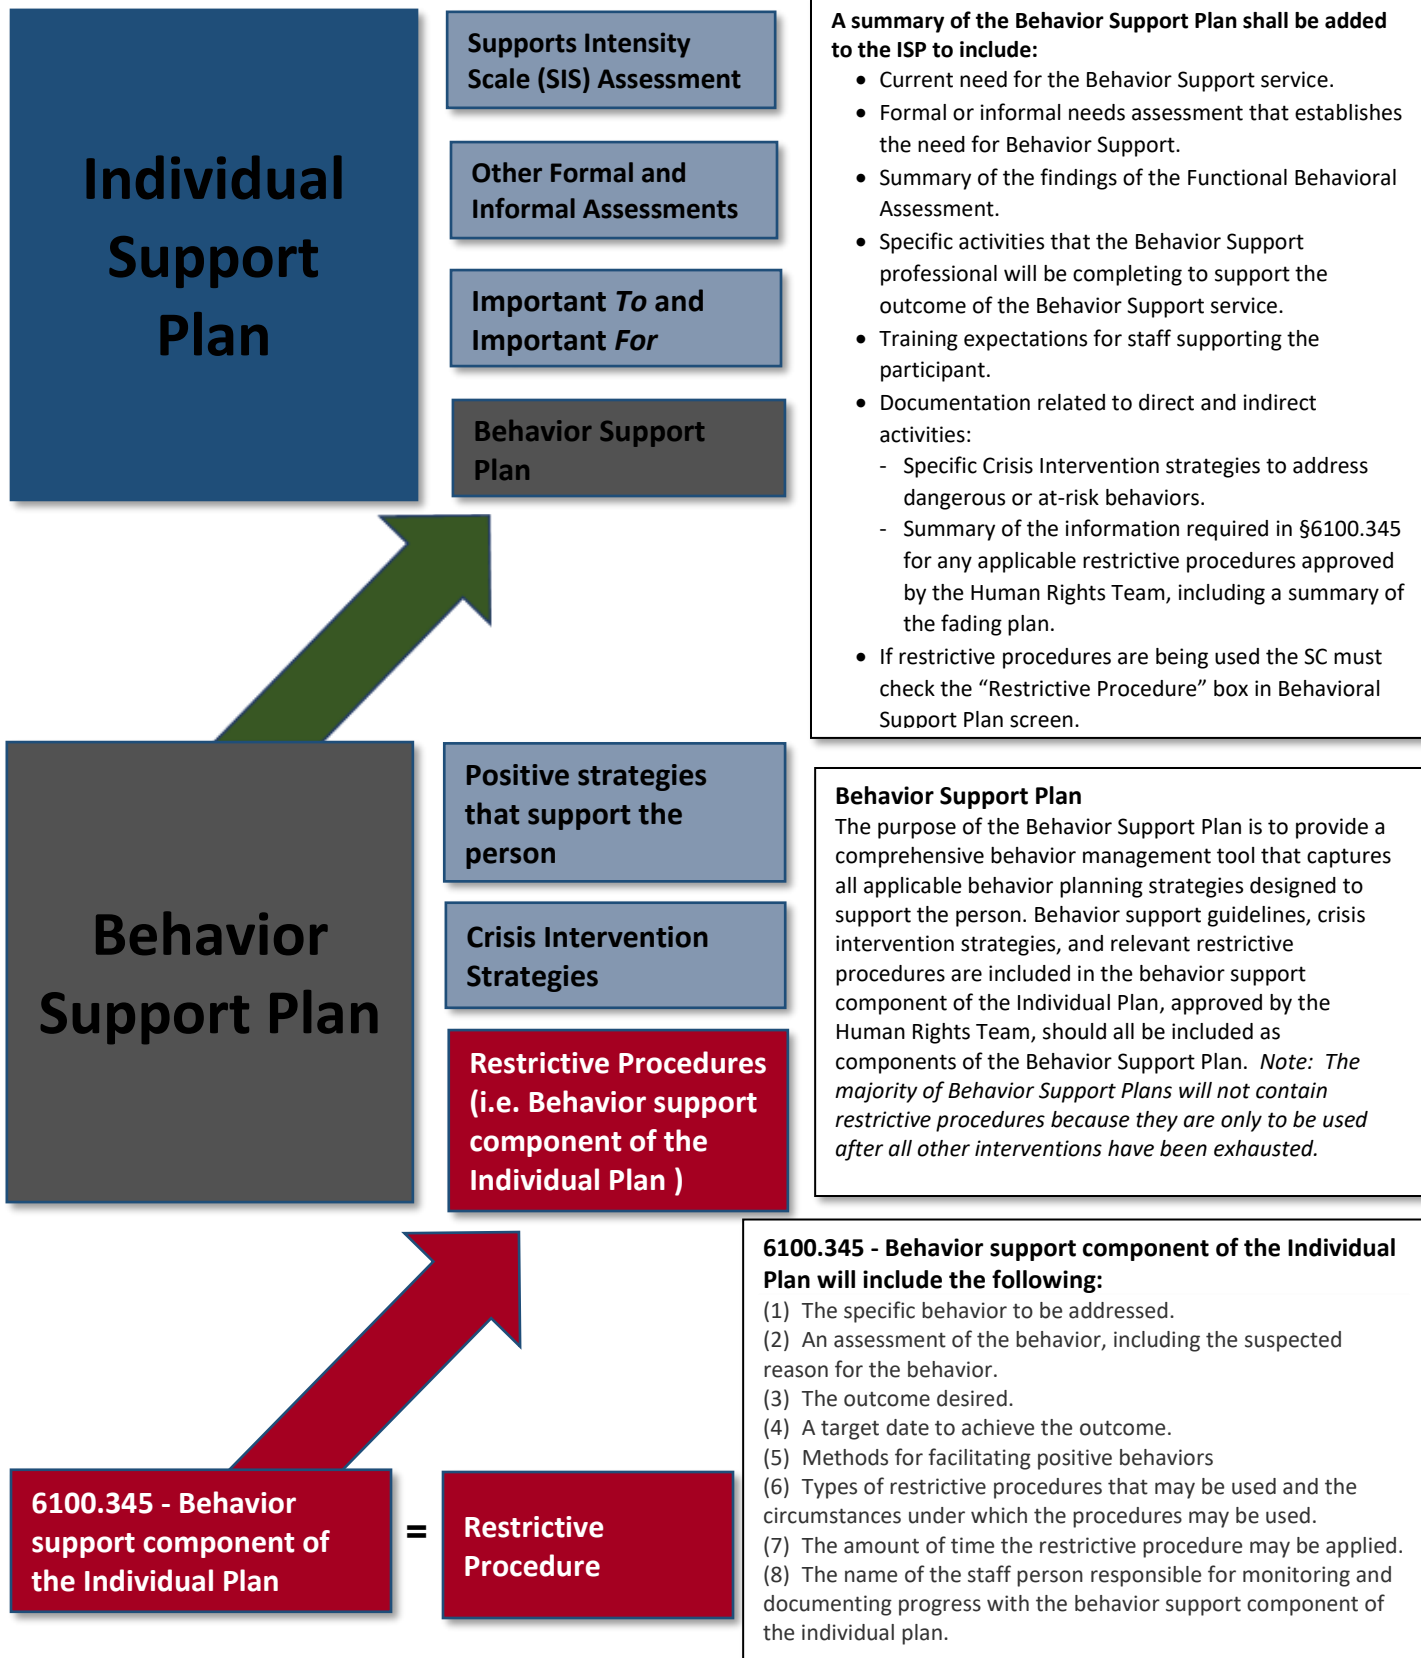 Individual
Support
Plan
Supports Intensity
Scale (SIS) Assessment
Other Formal and
Informal Assessments
Important To and
Important For
Behavior Support
Plan
A summary of the Behavior Support Plan shall be added
to the ISP to include:
• Current need for the Behavior Support service.
• Formal or informal needs assessment that establishes
the need for Behavior Support.
• Summary of the findings of the Functional Behavioral
Assessment.
• Specific activities that the Behavior Support
professional will be completing to support the
outcome of the Behavior Support service.
• Training expectations for staff supporting the
participant.
• Documentation related to direct and indirect
activities:
- Specific Crisis Intervention strategies to address
dangerous or at-risk behaviors.
- Summary of the information required in §6100.345
for any applicable restrictive procedures approved
by the Human Rights Team, including a summary of
the fading plan.
• If restrictive procedures are being used the SC must
check the “Restrictive Procedure” box in Behavioral
Support Plan screen.
Behavior
Support Plan
Positive strategies
that support the
person
Crisis Intervention
Strategies
Restrictive Procedures
(i.e. Behavior support
component of the
Individual Plan )
Behavior Support Plan
The purpose of the Behavior Support Plan is to provide a
comprehensive behavior management tool that captures
all applicable behavior planning strategies designed to
support the person. Behavior support guidelines, crisis
intervention strategies, and relevant restrictive
procedures are included in the behavior support
component of the Individual Plan, approved by the
Human Rights Team, should all be included as
components of the Behavior Support Plan. Note: The
majority of Behavior Support Plans will not contain
restrictive procedures because they are only to be used
after all other interventions have been exhausted.
6100.345 - Behavior
support component of
the Individual Plan
=
Restrictive
Procedure
6100.345 - Behavior support component of the Individual
Plan will include the following:
(1) The specific behavior to be addressed.
(2) An assessment of the behavior, including the suspected
reason for the behavior.
(3) The outcome desired.
(4) A target date to achieve the outcome.
(5) Methods for facilitating positive behaviors
(6) Types of restrictive procedures that may be used and the
circumstances under which the procedures may be used.
(7) The amount of time the restrictive procedure may be applied.
(8) The name of the staff person responsible for monitoring and
documenting progress with the behavior support component of
the individual plan.